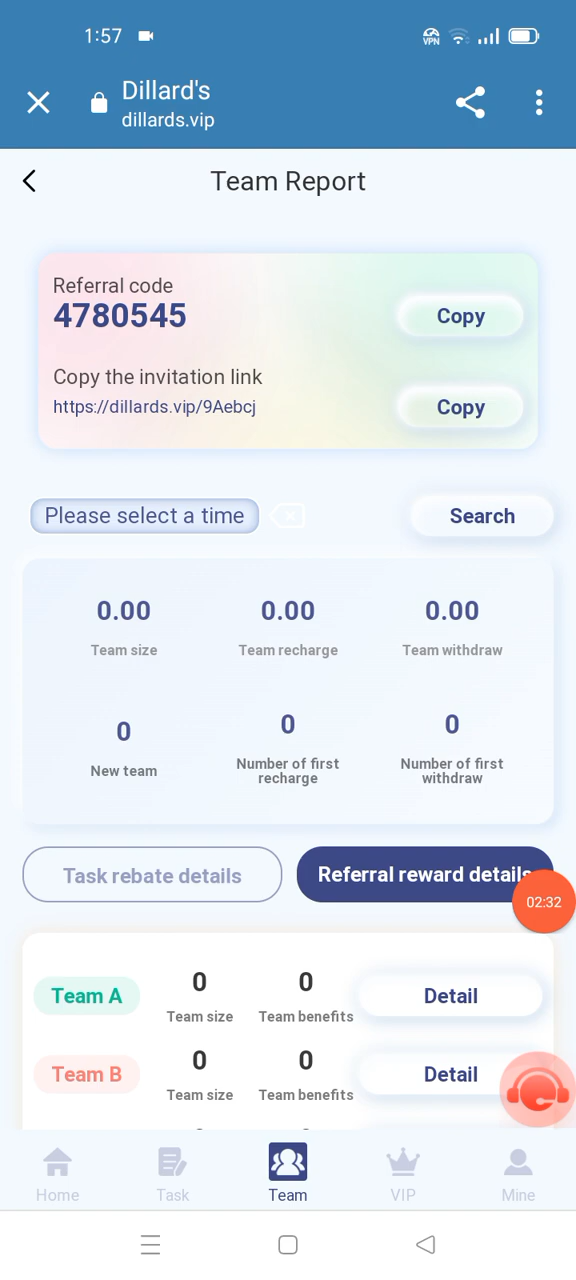 1:57
VPN
Dillard's
dillards.vip
Team Report
Referral code
4780545
Copy
Copy the invitation link
https://dillards.vip/9Aebcj
Copy
Please select a time
Search
0.00
0.00
0.00
Team size
Team recharge
Team withdraw
0
0
0
New team
Number of first
recharge
Number of first
withdraw
Task rebate details
Referral reward details
02:32
Team A
0
0
Detail
Team size
Team benefits
Team B
0
0
Detail
Team size
Team benefits
Home
Task
Team
VIP
Mine